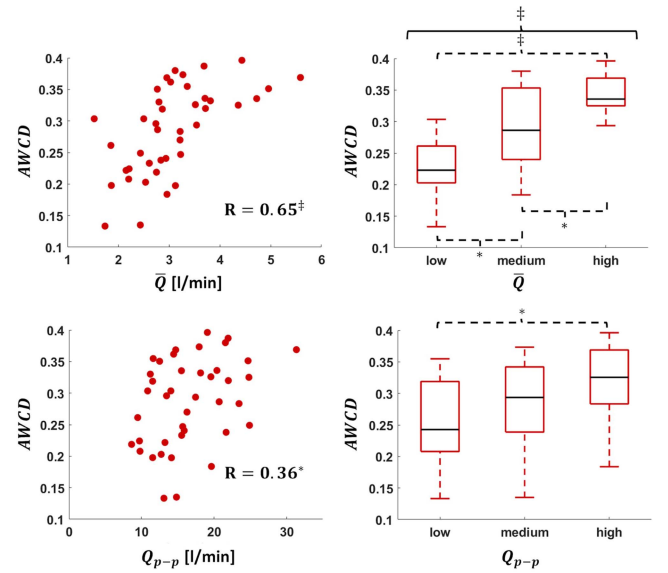 ‡
‡
0.4
0.35
0.3
0.25
0.2
0.15
0.1
AWCD
R = 0.65‡
1 2 3 4 5 6
Q̅ [l/min]
0.4
0.35
0.3
0.25
0.2
0.15
0.1
AWCD
*
*
low medium high
Q̅
0.4
0.35
0.3
0.25
0.2
0.15
0.1
AWCD
R = 0.36*
0 10 20 30
Qp−p [l/min]
*
0.4
0.35
0.3
0.25
0.2
0.15
0.1
AWCD
low medium high
Qp−p